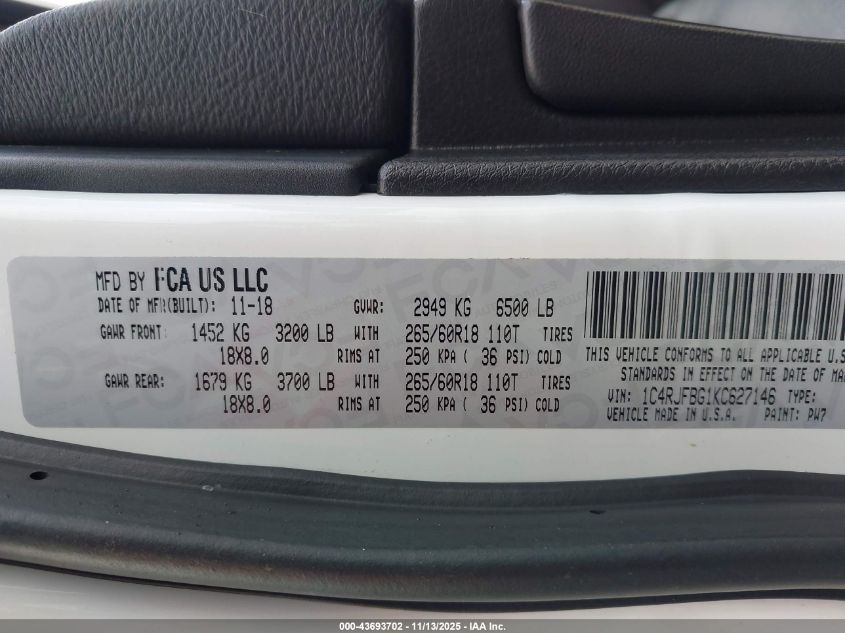 MFD BY FCA US LLC
DATE OF MFR(BUILT): 11-18 GVWR: 2949 KG 6500 LB
GAWR FRONT: 1452 KG 3200 LB WITH 265/60R18 110T TIRES
18X8.0 RIMS AT 250 KPA ( 36 PSI) COLD
GAWR REAR: 1679 KG 3700 LB WITH 265/60R18 110T TIRES
18X8.0 RIMS AT 250 KPA ( 36 PSI) COLD
THIS VEHICLE CONFORMS TO ALL APPLICABLE U.S
STANDARDS IN EFFECT ON THE DATE OF MA
VIN: 1C4RJFBG1KC627146 TYPE:
VEHICLE MADE IN U.S.A. PAINT: PW7
000-43693702 - 11/13/2025 - IAA Inc.